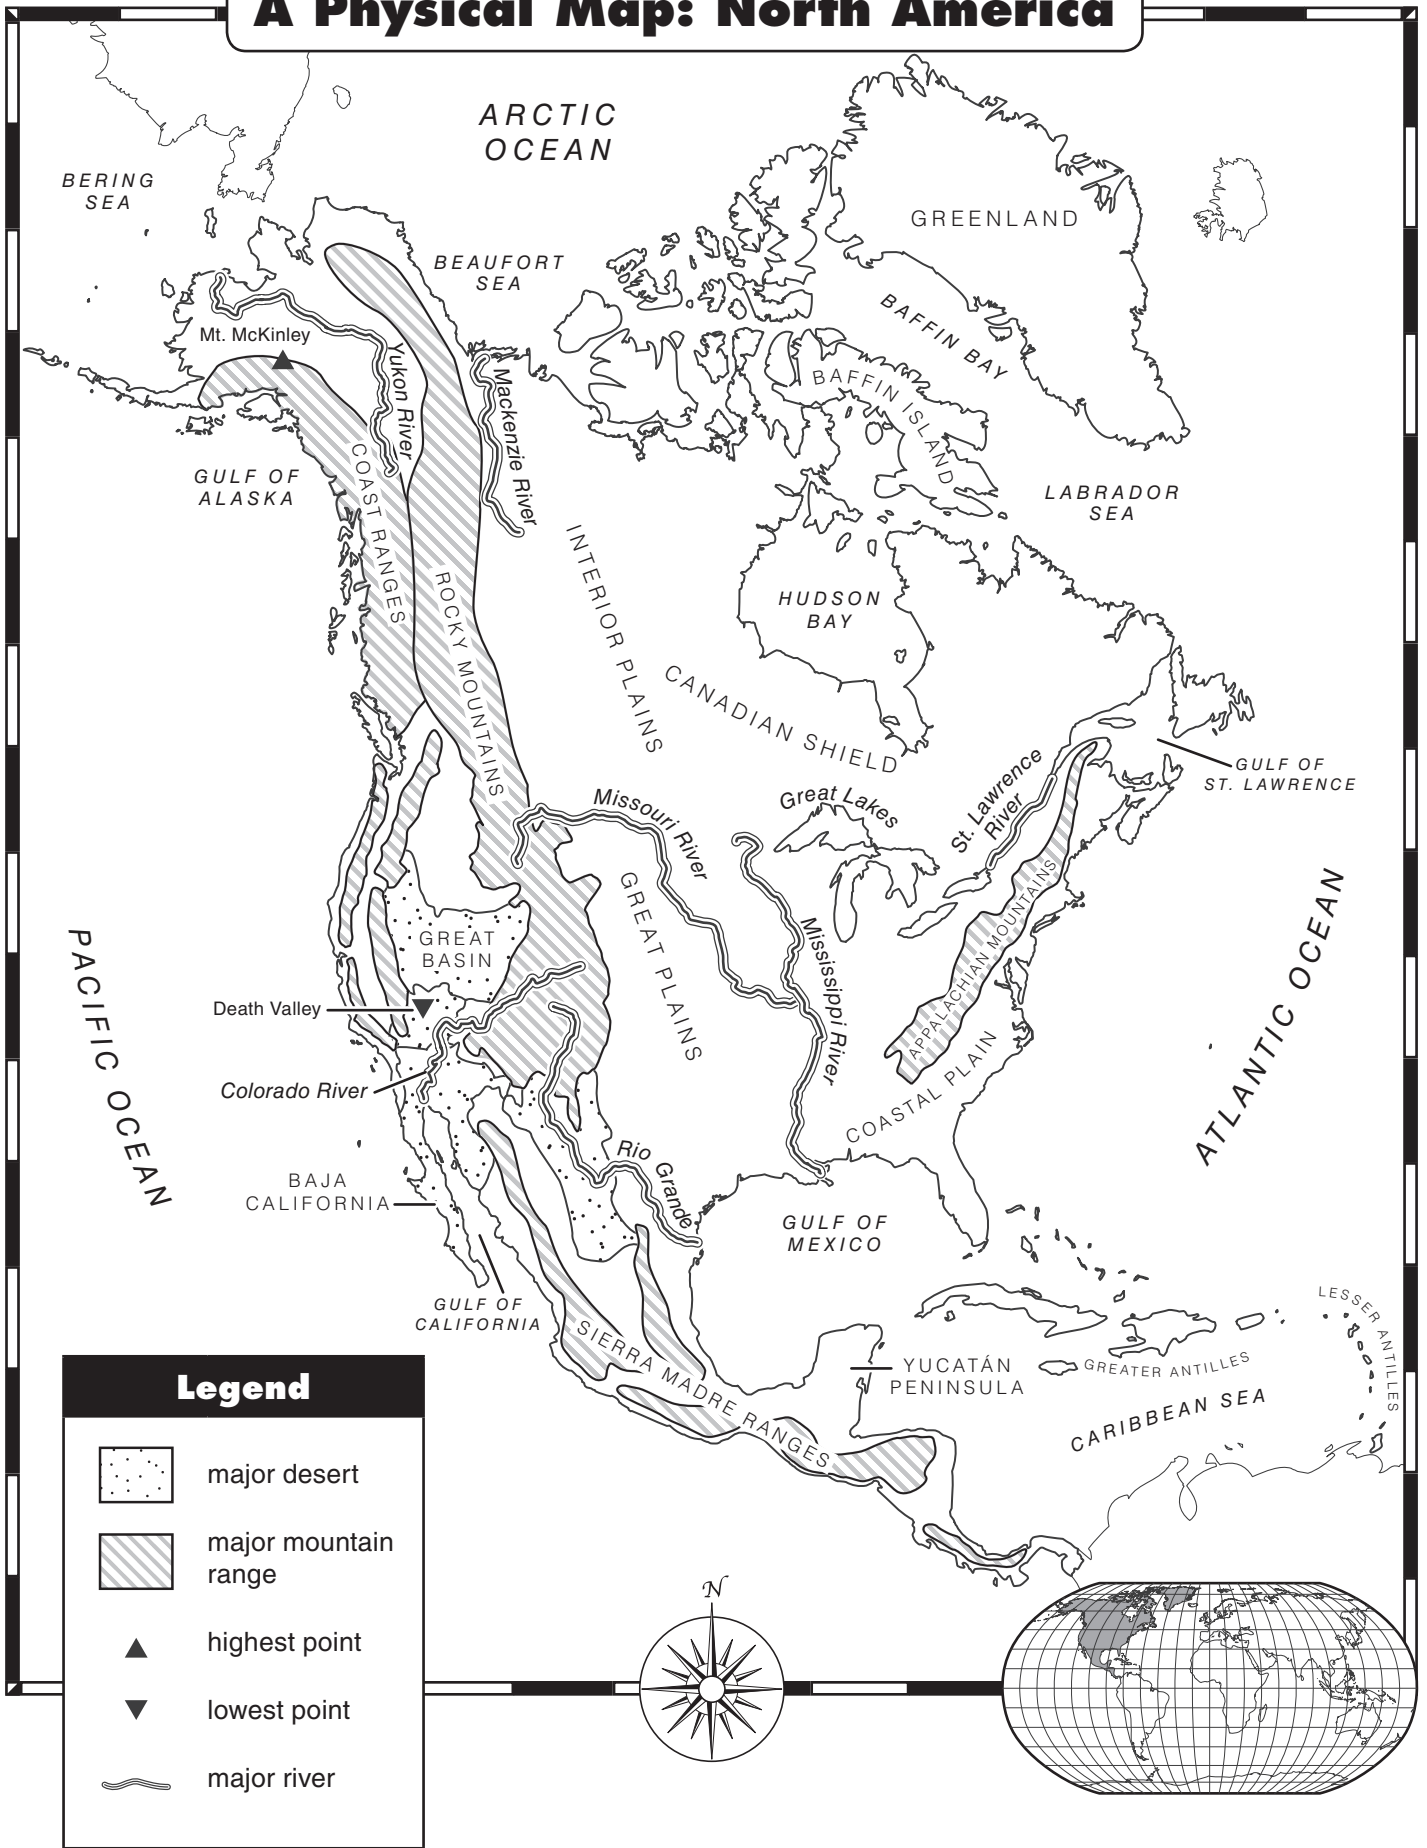 A Physical Map: North America
ARCTIC
OCEAN
BERING
SEA
GREENLAND
BEAUFORT
SEA
BAFFIN BAY
Mt. McKinley
Yukon River
Mackenzie River
BAFFIN ISLAND
GULF OF
ALASKA
COAST RANGES
LABRADOR
SEA
INTERIOR PLAINS
ROCKY MOUNTAINS
HUDSON
BAY
CANADIAN SHIELD
GULF OF
ST. LAWRENCE
St. Lawrence
River
Great Lakes
Missouri River
GREAT PLAINS
APPALACHIAN MOUNTAINS
GREAT
BASIN
Mississippi River
PACIFIC OCEAN
ATLANTIC OCEAN
Death Valley
COASTAL PLAIN
Colorado River
Rio Grande
BAJA
CALIFORNIA
GULF OF
MEXICO
GULF OF
CALIFORNIA
SIERRA MADRE RANGES
YUCATÁN
PENINSULA
GREATER ANTILLES
LESSER ANTILLES
CARIBBEAN SEA
Legend
major desert
major mountain
range
highest point
lowest point
major river
N